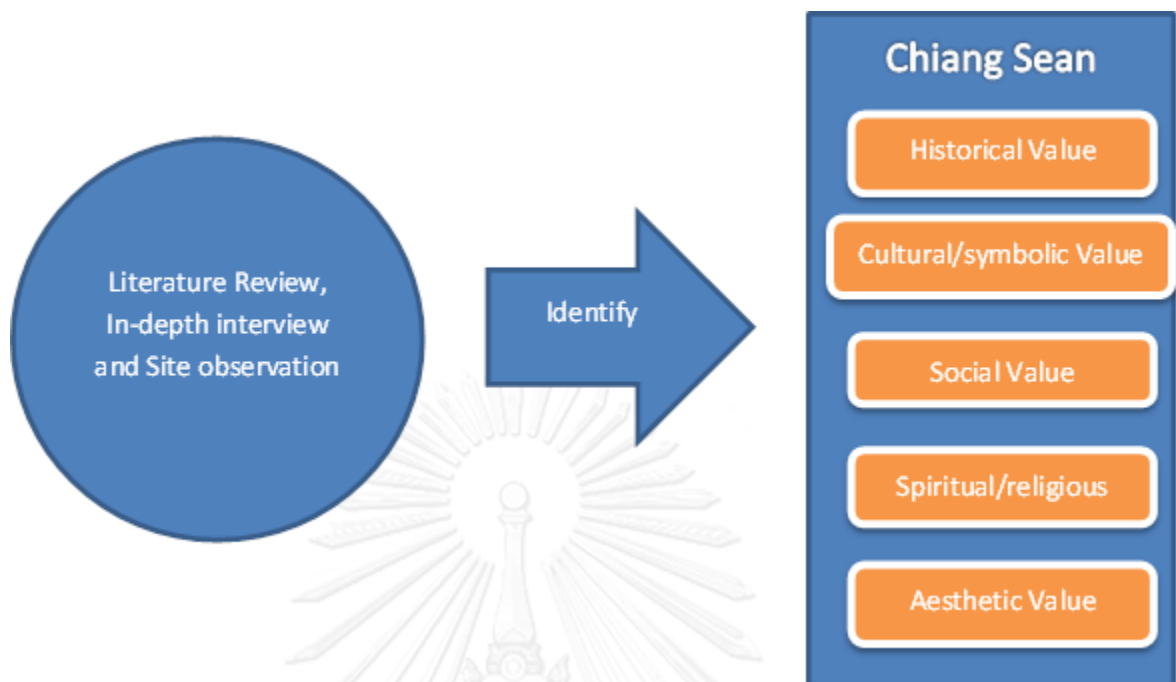 Literature Review,
In-depth interview
and Site observation
Identify
Chiang Sean
Historical Value
Cultural/symbolic Value
Social Value
Spiritual/religious
Aesthetic Value